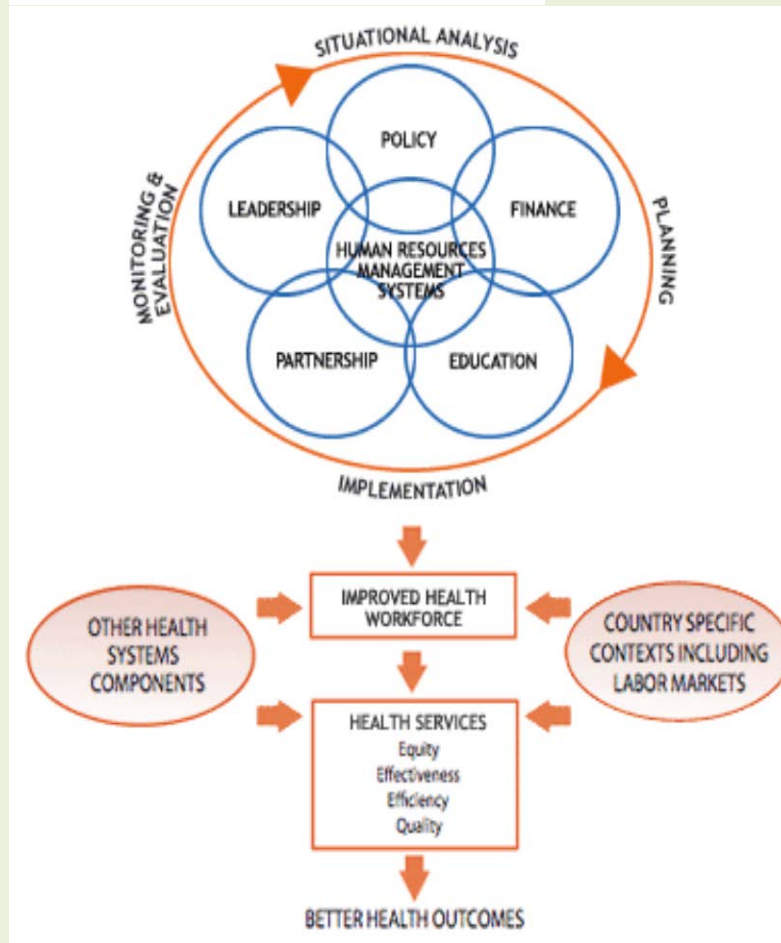 SITUATIONAL ANALYSIS
POLICY
LEADERSHIP
FINANCE
MONITORING &
EVALUATION
PLANNING
HUMAN RESOURCES
MANAGEMENT
SYSTEMS
PARTNERSHIP
EDUCATION
IMPLEMENTATION
IMPROVED HEALTH
WORKFORCE
OTHER HEALTH
SYSTEMS
COMPONENTS
COUNTRY SPECIFIC
CONTEXTS INCLUDING
LABOR MARKETS
HEALTH SERVICES
Equity
Effectiveness
Efficiency
Quality
BETTER HEALTH OUTCOMES